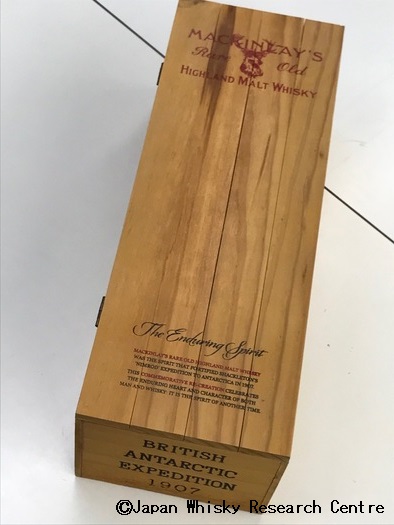 MACKINLAY'S
Rare Old
HIGHLAND MALT WHISKY
The Enduring Spirit
MACKINLAY'S RARE OLD HIGHLAND MALT WHISKY
WAS THE SPIRIT THAT FORTIFIED SHACKLETON'S
'NIMROD' EXPEDITION TO ANTARCTICA IN 1907.
THIS COMMEMORATIVE RE-CREATION CELEBRATES
THE ENDURING HEART AND CHARACTER OF BOTH
MAN AND WHISKY. IT IS THE SPIRIT OF ANOTHER TIME.
BRITISH
ANTARCTIC
EXPEDITION
1907
©Japan Whisky Research Centre